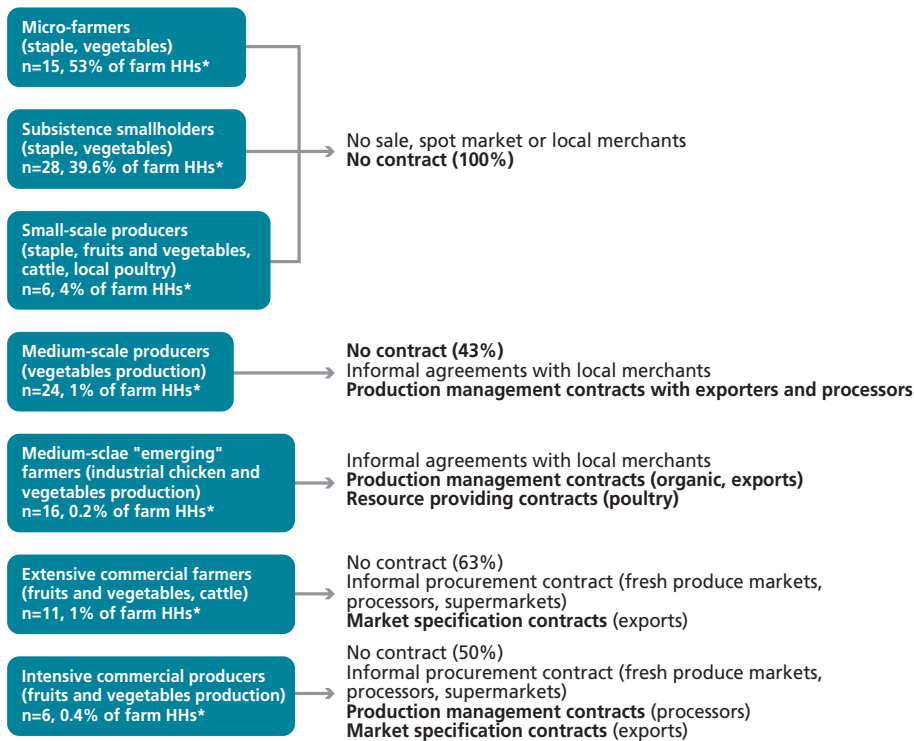 Micro-farmers
(staple, vegetables)
n=15, 53% of farm HHs*
Subsistence smallholders
(staple, vegetables)
n=28, 39.6% of farm HHs*
Small-scale producers
(staple, fruits and vegetables,
cattle, local poultry)
n=6, 4% of farm HHs*
No sale, spot market or local merchants
No contract (100%)
Medium-scale producers
(vegetables production)
n=24, 1% of farm HHs*
No contract (43%)
Informal agreements with local merchants
Production management contracts with exporters and processors
Medium-sclae "emerging"
farmers (industrial chicken and
vegetables production)
n=16, 0.2% of farm HHs*
Informal agreements with local merchants
Production management contracts (organic, exports)
Resource providing contracts (poultry)
Extensive commercial farmers
(fruits and vegetables, cattle)
n=11, 1% of farm HHs*
No contract (63%)
Informal procurement contract (fresh produce markets,
processors, supermarkets)
Market specification contracts (exports)
Intensive commercial producers
(fruits and vegetables production)
n=6, 0.4% of farm HHs*
No contract (50%)
Informal procurement contract (fresh produce markets,
processors, supermarkets)
Production management contracts (processors)
Market specification contracts (exports)